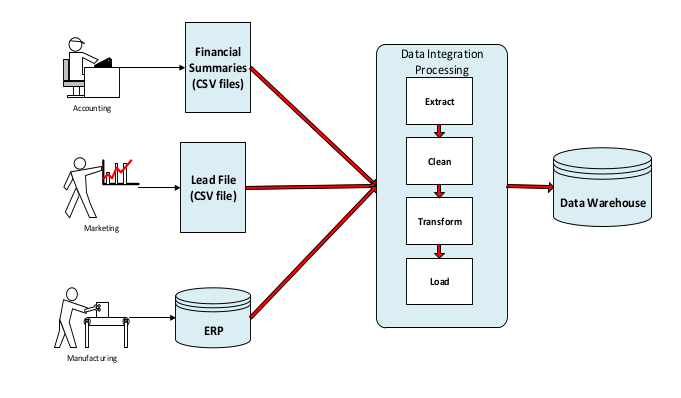 Financial
Summaries
(CSV files)
Accounting
Lead File
(CSV file)
Marketing
ERP
Manufacturing
Data Integration
Processing
Extract
Clean
Transform
Load
Data Warehouse